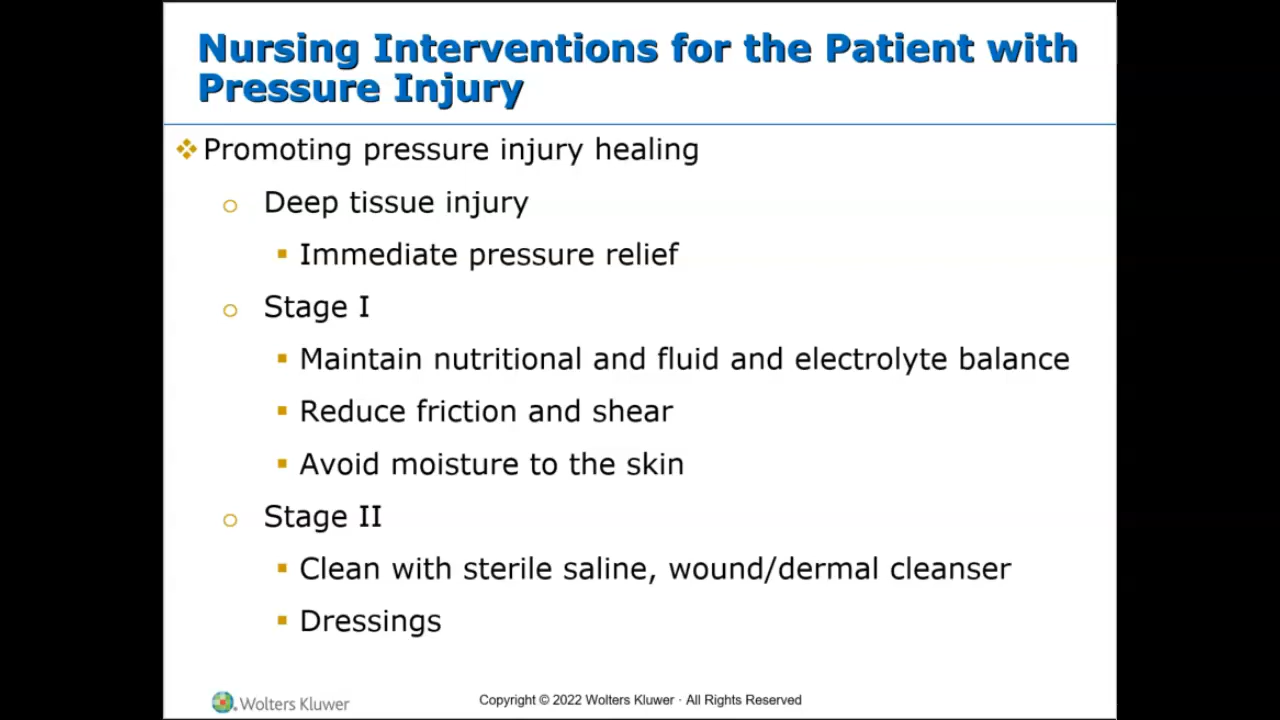 Nursing Interventions for the Patient with
Pressure Injury
Promoting pressure injury healing
Deep tissue injury
Immediate pressure relief
Stage I
Maintain nutritional and fluid and electrolyte balance
Reduce friction and shear
Avoid moisture to the skin
Stage II
Clean with sterile saline, wound/dermal cleanser
Dressings
Wolters Kluwer
Copyright © 2022 Wolters Kluwer · All Rights Reserved